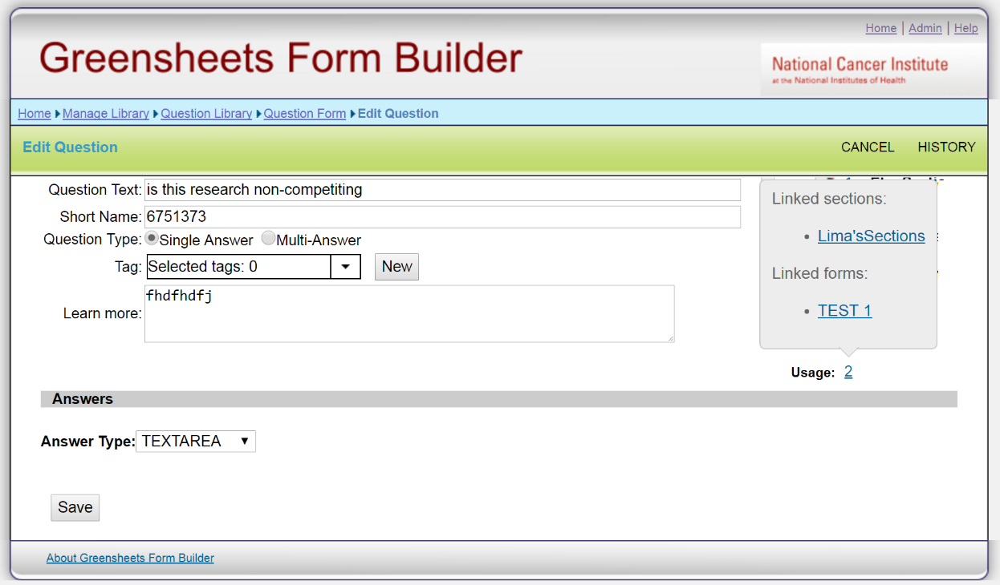 Home | Admin | Help
Greensheets Form Builder
National Cancer Institute
at the National Institutes of Health
Home Manage Library Question Library Question Form Edit Question
Edit Question CANCEL HISTORY
Question Text: is this research non-competiting
Short Name: 6751373
Question Type: Single Answer Multi-Answer
Tag: Selected tags: 0 New
Learn more: fhdfhdfj
Linked sections:
Lima'sSections
Linked forms:
TEST 1
Usage: 2
Answers
Answer Type: TEXTAREA
Save
About Greensheets Form Builder